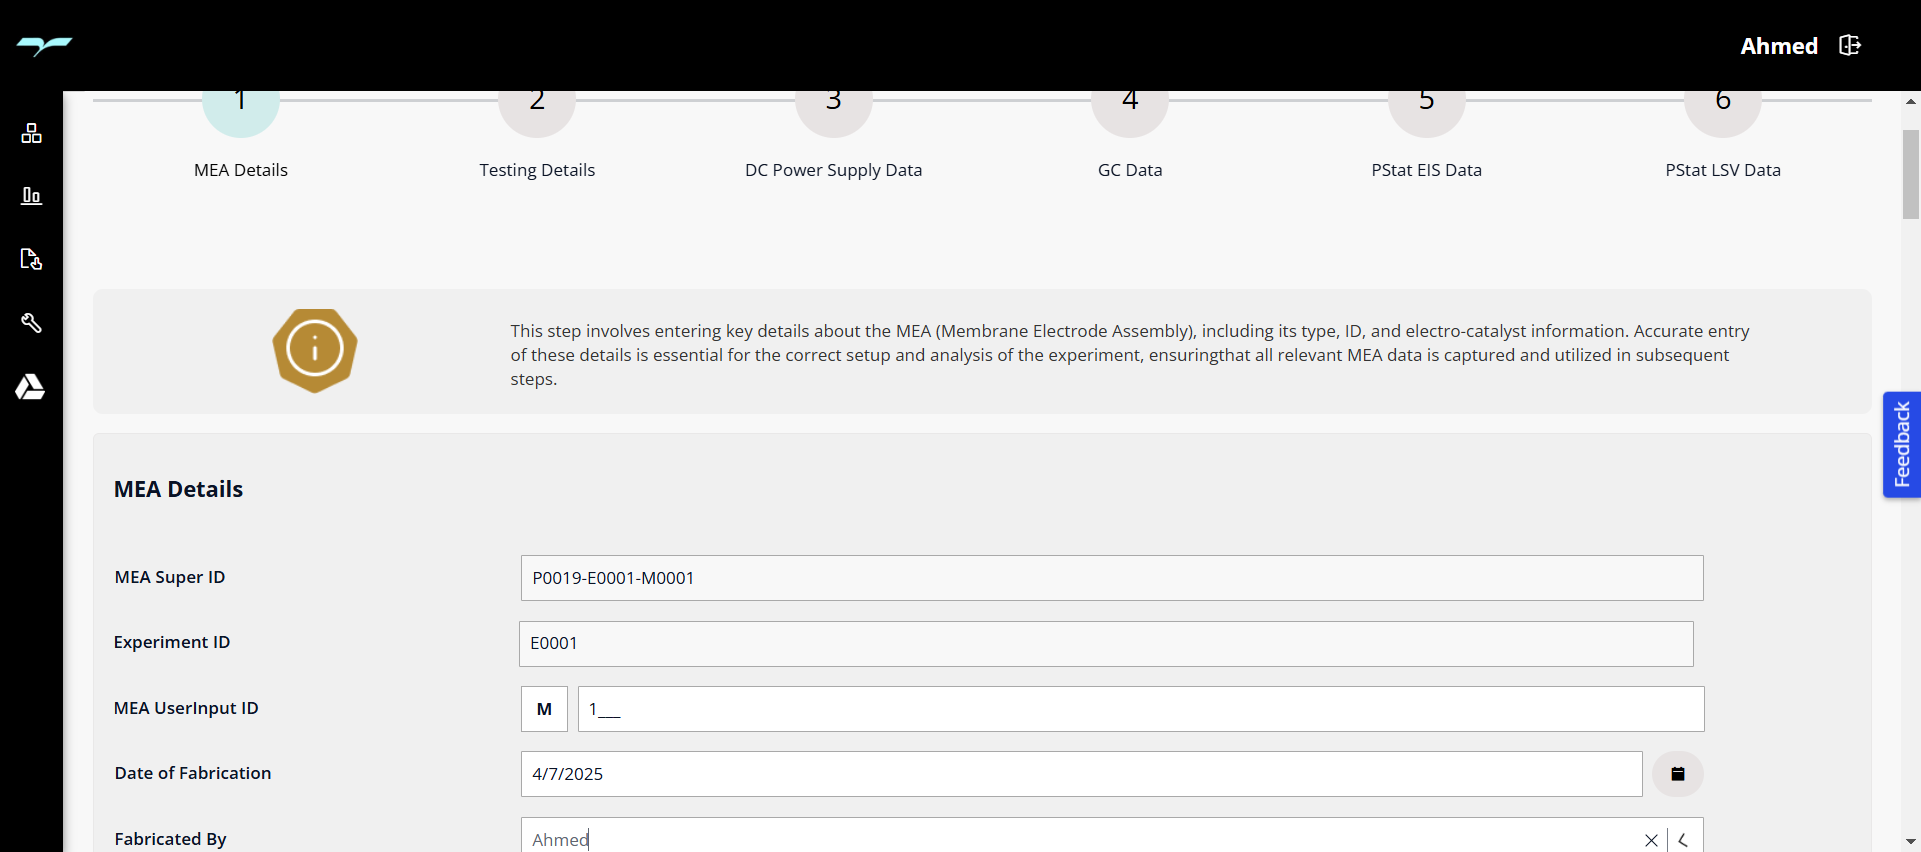 Ahmed
1
2
3
4
5
6
MEA Details
Testing Details
DC Power Supply Data
GC Data
PStat EIS Data
PStat LSV Data
This step involves entering key details about the MEA (Membrane Electrode Assembly), including its type, ID, and electro-catalyst information. Accurate entry
of these details is essential for the correct setup and analysis of the experiment, ensuringthat all relevant MEA data is captured and utilized in subsequent
steps.
Feedback
MEA Details
MEA Super ID
P0019-E0001-M0001
Experiment ID
E0001
MEA UserInput ID
M
1___
Date of Fabrication
4/7/2025
Fabricated By
Ahmed